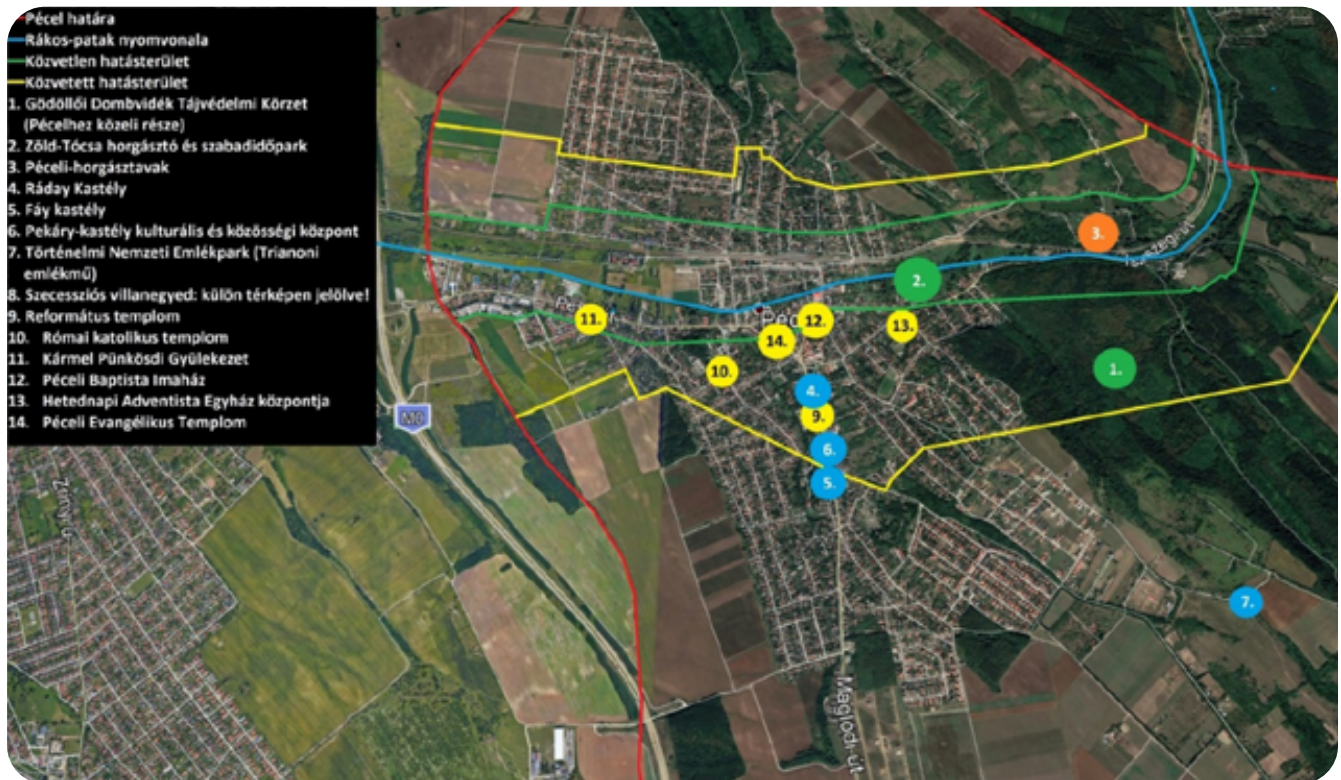 Pécel határa
Rákos-patak nyomvonala
Közvetlen hatásterület
Közvetett hatásterület
1. Gödöllői Dombvidék Tájvédelmi Körzet
(Pécelhez közeli része)
2. Zöld-Tócsa horgásztó és szabadidőpark
3. Péceli-horgásztavak
4. Ráday Kastély
5. Fáy kastély
6. Pekáry-kastély kulturális és közösségi központ
7. Történelmi Nemzeti Emlékpark (Trianoni
emlékmű)
8. Szecessziós villanegyed: külön térképen jelölve!
9. Református templom
10. Római katolikus templom
11. Kármel Pünkösdi Gyülekezet
12. Péceli Baptista Imaház
13. Hetednapi Adventista Egyház központja
14. Péceli Evangélikus Templom
3.
2.
11.
12.
13.
14.
1.
10.
4.
9.
M0
6.
5.
7.
Maglódi út